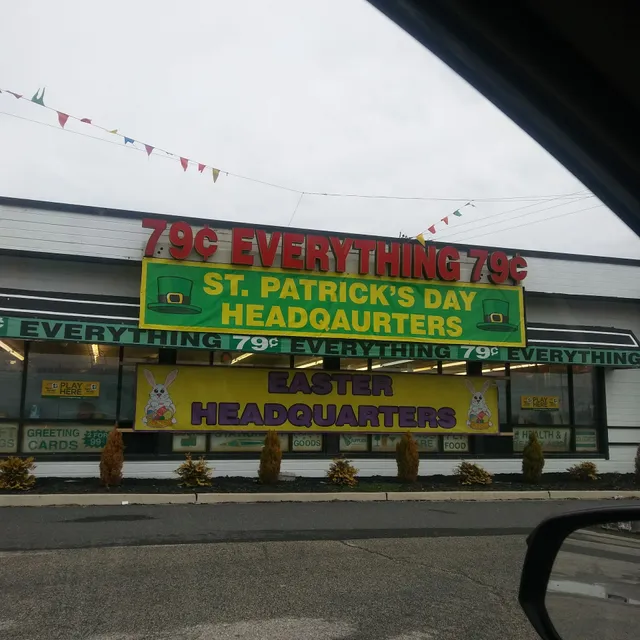 79¢ EVERYTHING 79¢
ST. PATRICK'S DAY
HEADQAURTERS
¢ EVERYTHING 79¢ EVERYTHING 79¢ EVERYTHING
EASTER
HEADQUARTERS
PLAY
HERE
GREETING
CARDS
GOODS
FOOD
HEALTH &